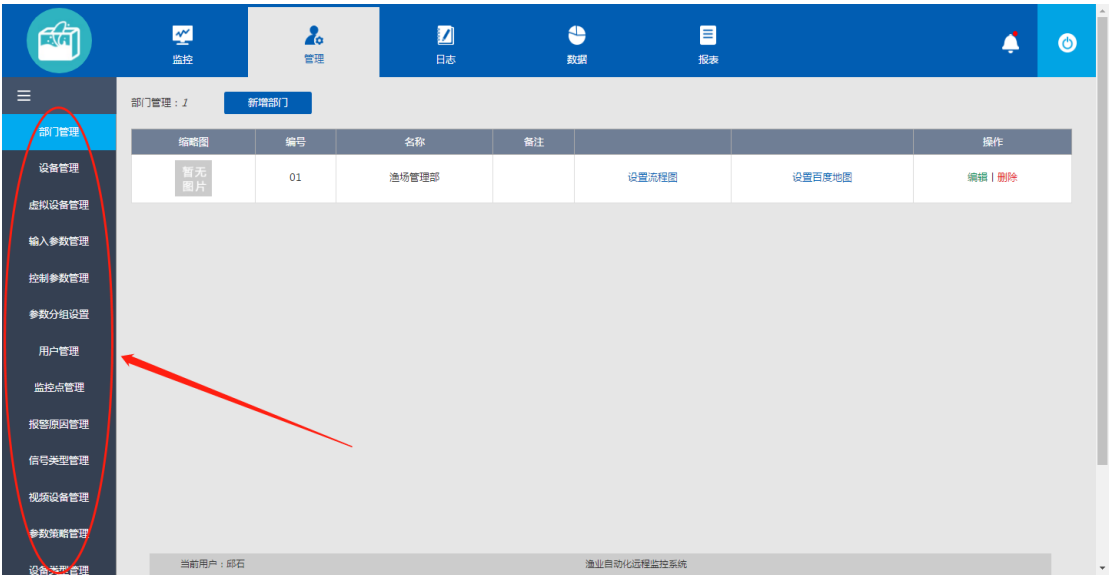 监控
管理
日志
数据
报表
部门管理：1
新增部门
部门管理
设备管理
虚拟设备管理
输入参数管理
控制参数管理
参数分组设置
用户管理
监控点管理
报警原因管理
信号类型管理
视频设备管理
参数策略管理
设备类型管理
缩略图 编号 名称 备注 操作
暂无
图片
01 渔场管理部 设置流程图 设置百度地图 编辑 | 删除
当前用户：邱石 渔业自动化远程监控系统